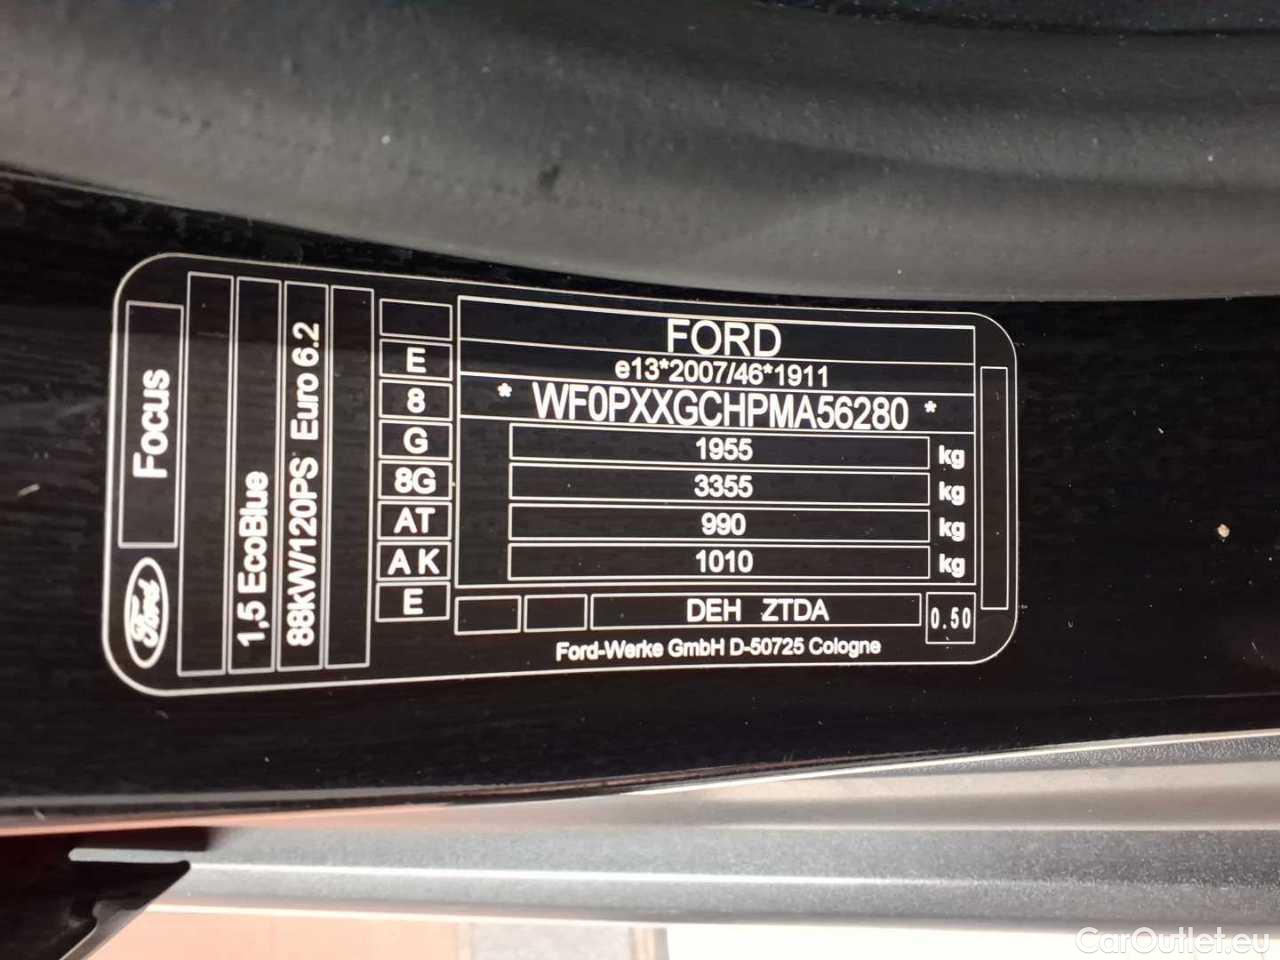 Ford
Focus
1,5 EcoBlue
88kW/120PS Euro 6.2
E
8
G
8G
AT
AK
E
FORD
e13*2007/46*1911
* WF0PXXGCHPMA56280 *
1955 kg
3355 kg
990 kg
1010 kg
DEH ZTDA
0.50
Ford-Werke GmbH D-50725 Cologne
CarOutlet.eu